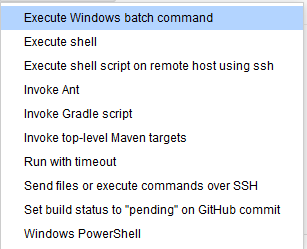 Execute Windows batch command
Execute shell
Execute shell script on remote host using ssh
Invoke Ant
Invoke Gradle script
Invoke top-level Maven targets
Run with timeout
Send files or execute commands over SSH
Set build status to "pending" on GitHub commit
Windows PowerShell